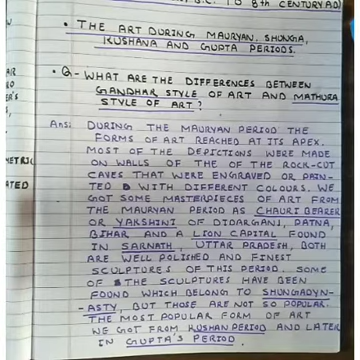 B.C. TO 8th CENTURY A.D)
• THE ART DURING MAURYAN, SHUNGA,
KUSHANA AND GUPTA PERIODS.
• Q- WHAT ARE THE DIFFERENCES BETWEEN
GANDHAR STYLE OF ART AND MATHURA
STYLE OF ART?
Ans: DURING THE MAURYAN PERIOD THE
FORMS OF ART REACHED AT ITS APEX.
MOST OF THE DEPICTIONS WERE MADE
ON WALLS OF THE OF THE ROCK-CUT
CAVES THAT WERE ENGRAVED OR PAIN-
TED WITH DIFFERENT COLOURS. WE
GOT SOME MASTERPIECES OF ART FROM
THE MAURYAN PERIOD AS CHAURI BEARER
OR YAKSHINI OF DIDARGANJ, PATNA,
BIHAR AND A LION CAPITAL FOUND
IN SARNATH, UTTAR PRADESH, BOTH
ARE WELL POLISHED AND FINEST
SCULPTURES OF THIS PERIOD. SOME
OF THE SCULPTURES HAVE BEEN
FOUND WHICH BELONG TO SHUNGADYN-
ASTY, BUT THOSE ARE NOT SO POPULAR.
THE MOST POPULAR FORM OF ART
WE GOT FROM KUSHAN PERIOD AND LATER
IN GUPTA'S PERIOD.